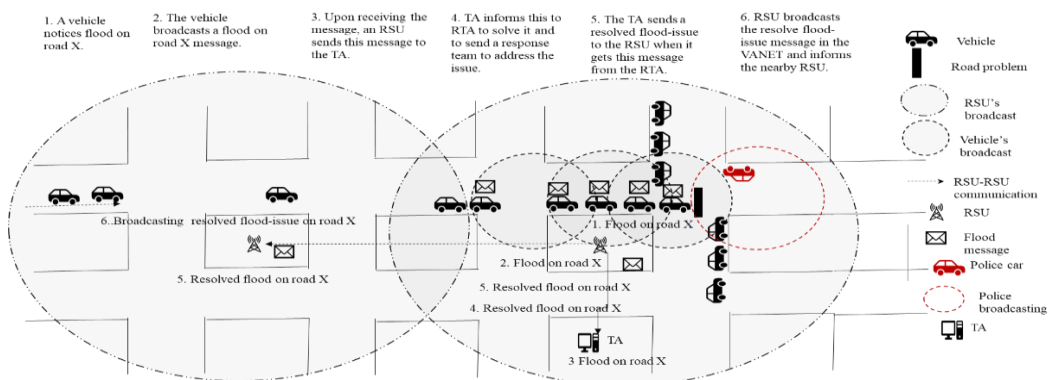 1. A vehicle
notices flood on
road X.
2. The vehicle
broadcasts a flood on
road X message.
3. Upon receiving the
message, an RSU
sends this message to
the TA.
4. TA informs this to
RTA to solve it and
to send a response
team to address the
issue.
5. The TA sends a
resolved flood-issue
to the RSU when it
gets this message
from the RTA.
6. RSU broadcasts
the resolve flood-
issue message in the
VANET and informs
the nearby RSU.
Vehicle
Road problem
RSU's
broadcast
Vehicle's
broadcast
RSU-RSU
communication
RSU
Flood
message
Police car
Police
broadcasting
TA
6..Broadcasting resolved flood-issue on road X
1. Flood on road X
2. Flood on road X
5. Resolved flood on road X
5. Resolved flood on road X
4. Resolved flood on road X
TA
3 Flood on road X